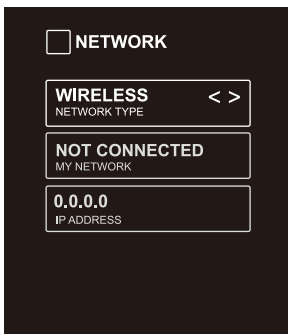 NETWORK
WIRELESS < >
NETWORK TYPE
NOT CONNECTED
MY NETWORK
0.0.0.0
IP ADDRESS